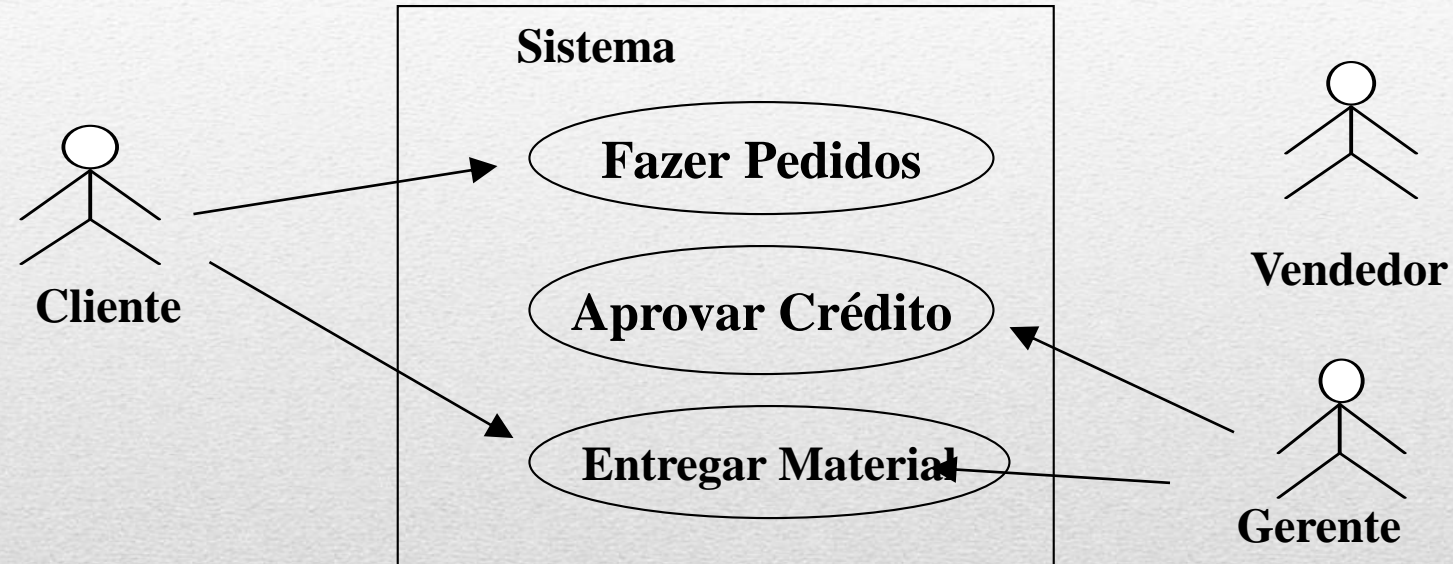 Sistema
Fazer Pedidos
Cliente
Aprovar Crédito
Vendedor
Entregar Material
Gerente